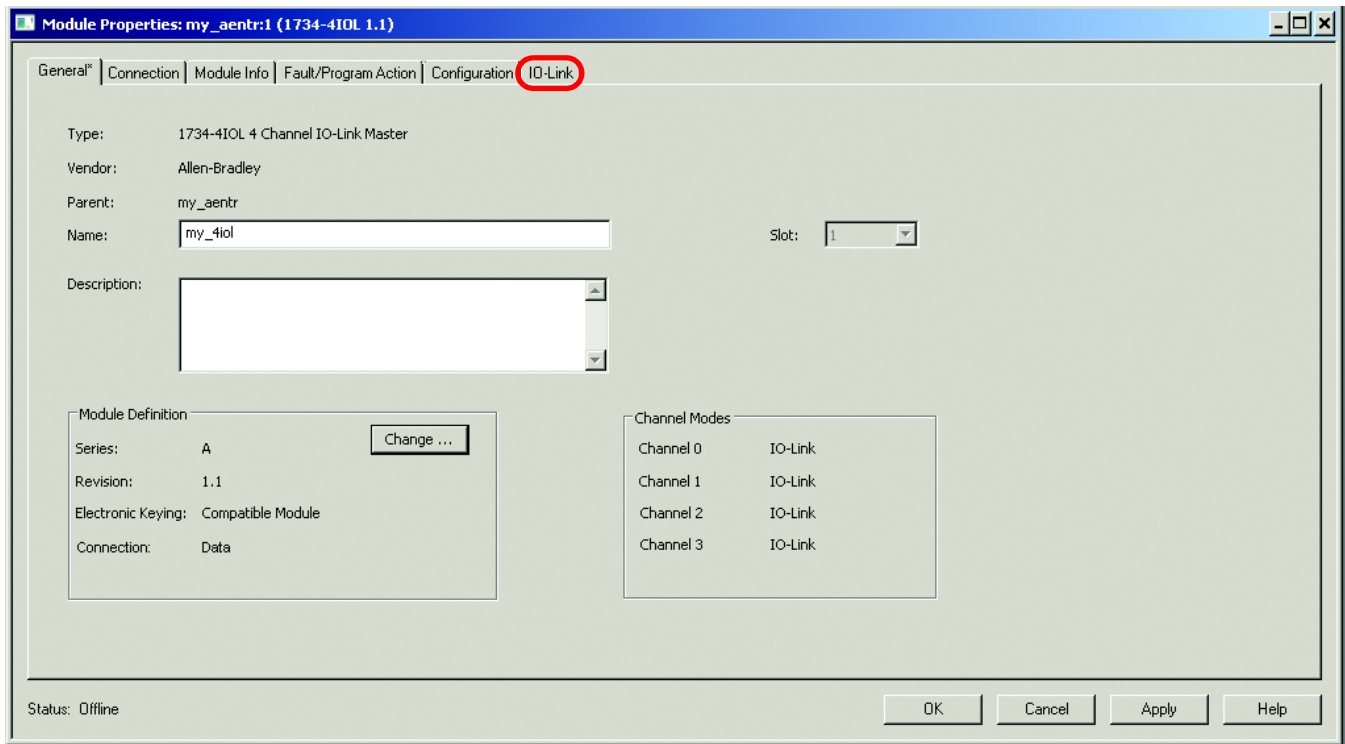 Module Properties: my_aentr:1 (1734-4IOL 1.1)
General* Connection Module Info Fault/Program Action Configuration IO-Link
Type: 1734-4IOL 4 Channel IO-Link Master
Vendor: Allen-Bradley
Parent: my_aentr
Name: my_4iol Slot: 1
Description:
Module Definition
Change ...
Series: A
Revision: 1.1
Electronic Keying: Compatible Module
Connection: Data
Channel Modes
Channel 0 IO-Link
Channel 1 IO-Link
Channel 2 IO-Link
Channel 3 IO-Link
Status: Offline OK Cancel Apply Help